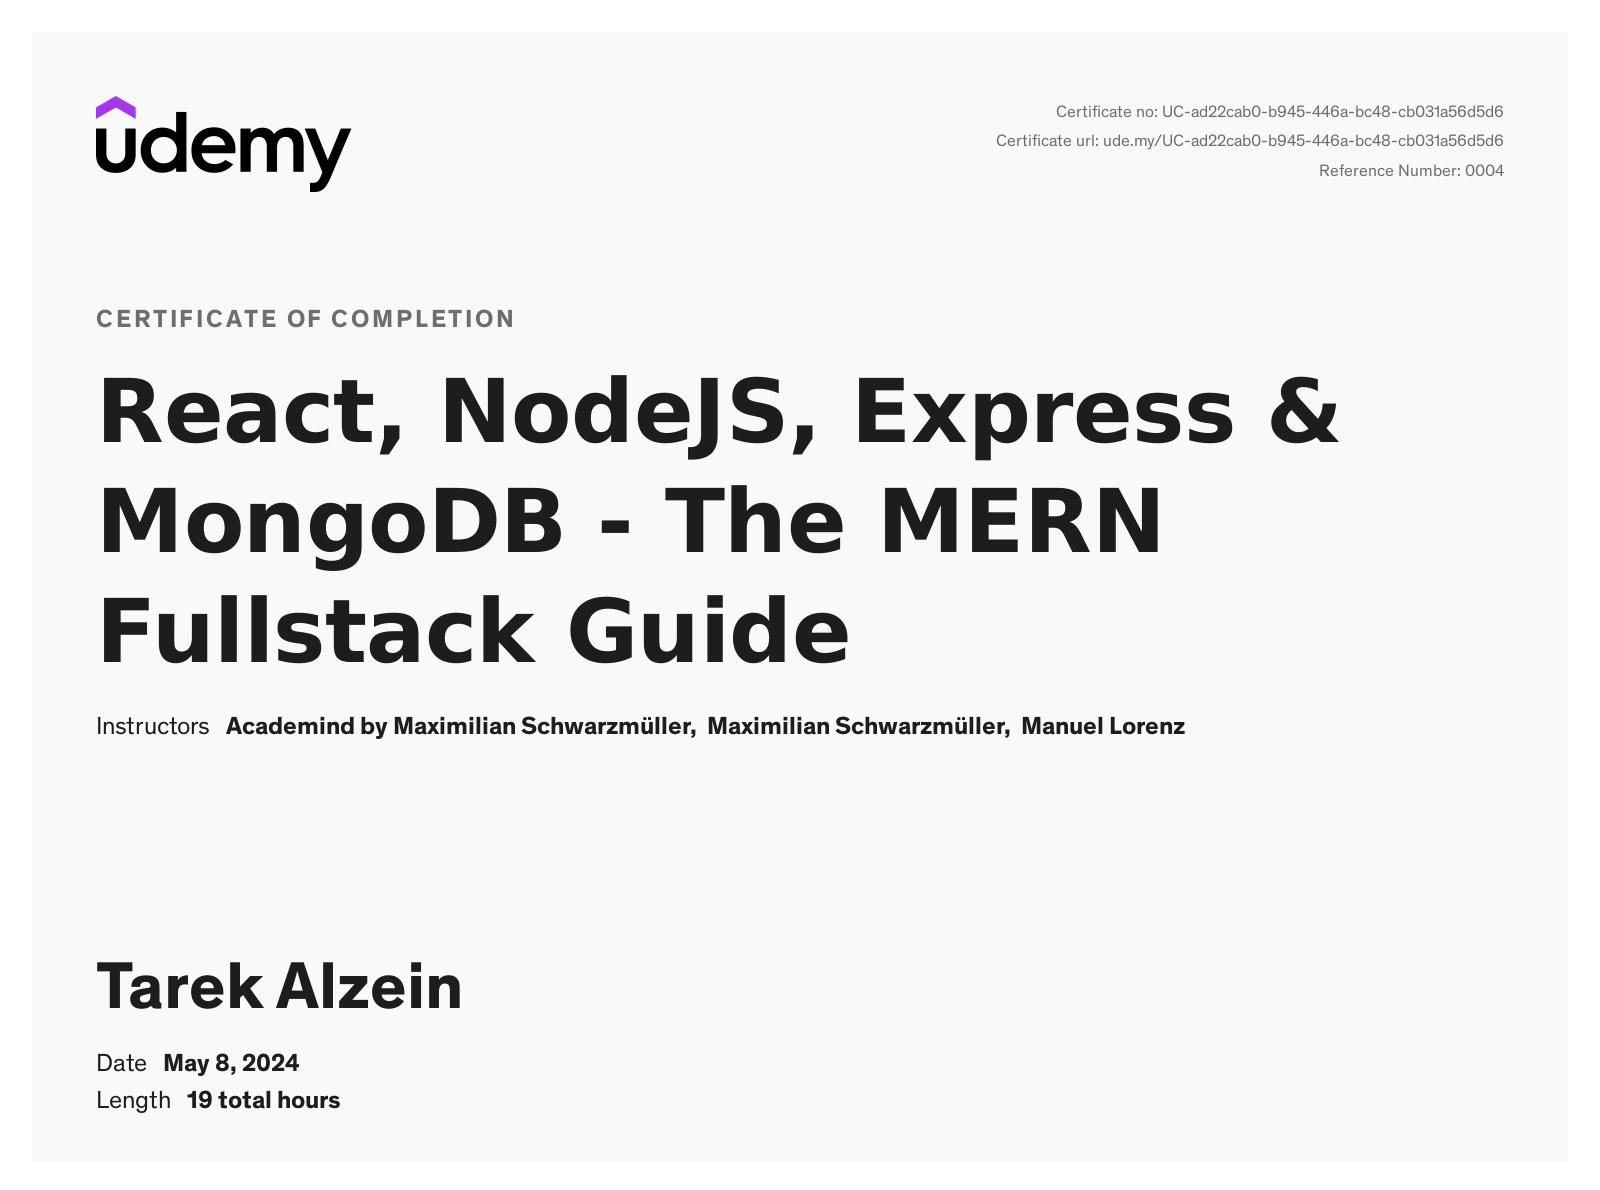 udemy
Certificate no: UC-ad22cab0-b945-446a-bc48-cb031a56d5d6
Certificate url: ude.my/UC-ad22cab0-b945-446a-bc48-cb031a56d5d6
Reference Number: 0004
CERTIFICATE OF COMPLETION
React, NodeJS, Express &
MongoDB - The MERN
Fullstack Guide
Instructors Academind by Maximilian Schwarzmüller, Maximilian Schwarzmüller, Manuel Lorenz
Tarek Alzein
Date May 8, 2024
Length 19 total hours